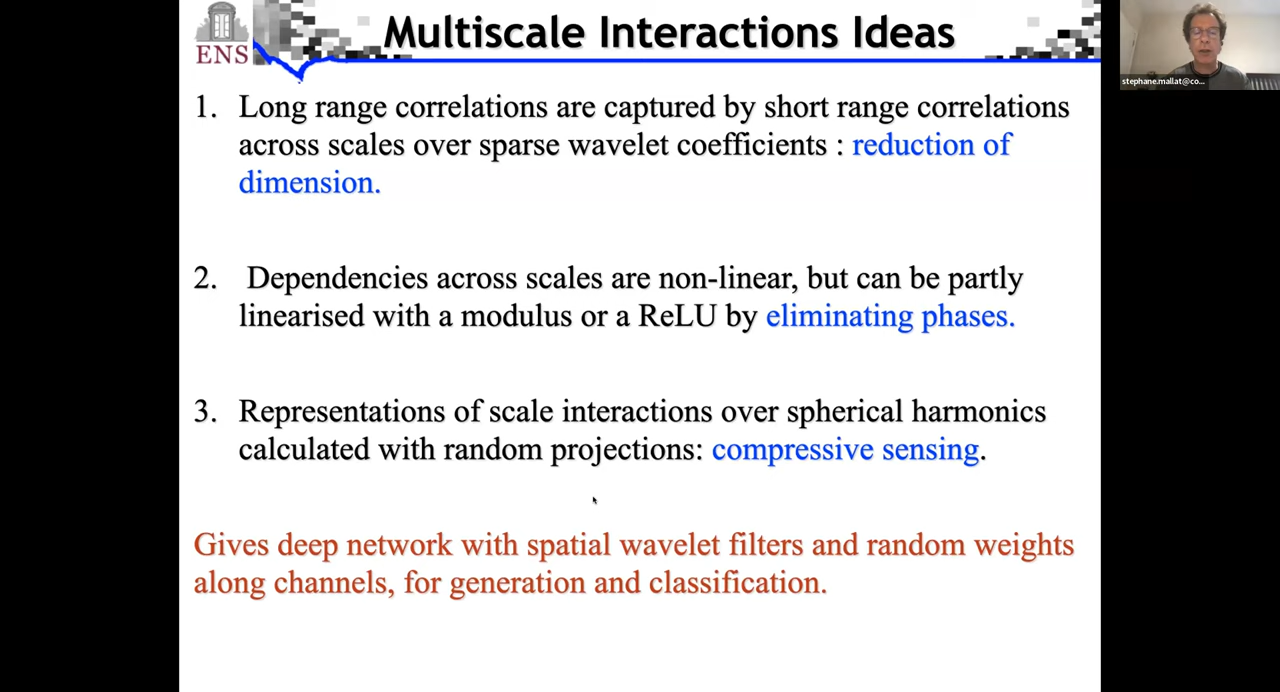 Multiscale Interactions Ideas
ENS
stephane.mallat@co...
1. Long range correlations are captured by short range correlations
across scales over sparse wavelet coefficients : reduction of
dimension.
2. Dependencies across scales are non-linear, but can be partly
linearised with a modulus or a ReLU by eliminating phases.
3. Representations of scale interactions over spherical harmonics
calculated with random projections: compressive sensing.
Gives deep network with spatial wavelet filters and random weights
along channels, for generation and classification.